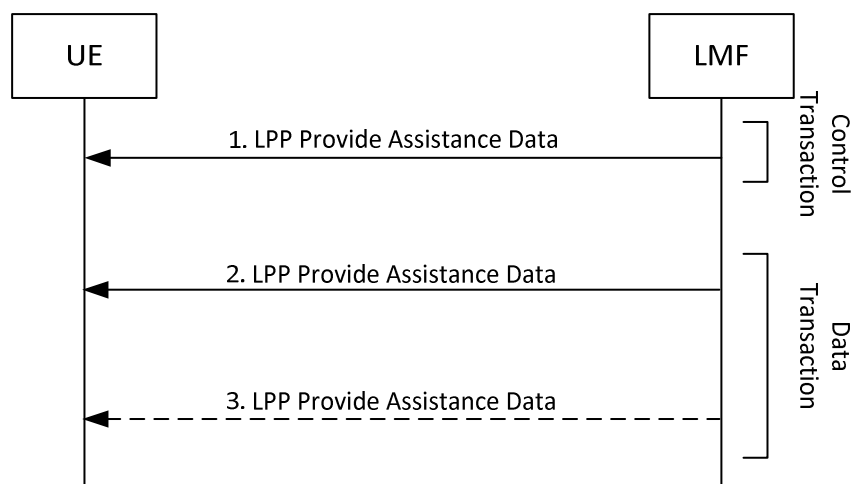 UE
LMF
1. LPP Provide Assistance Data
Control
Transaction
2. LPP Provide Assistance Data
Data
Transaction
3. LPP Provide Assistance Data